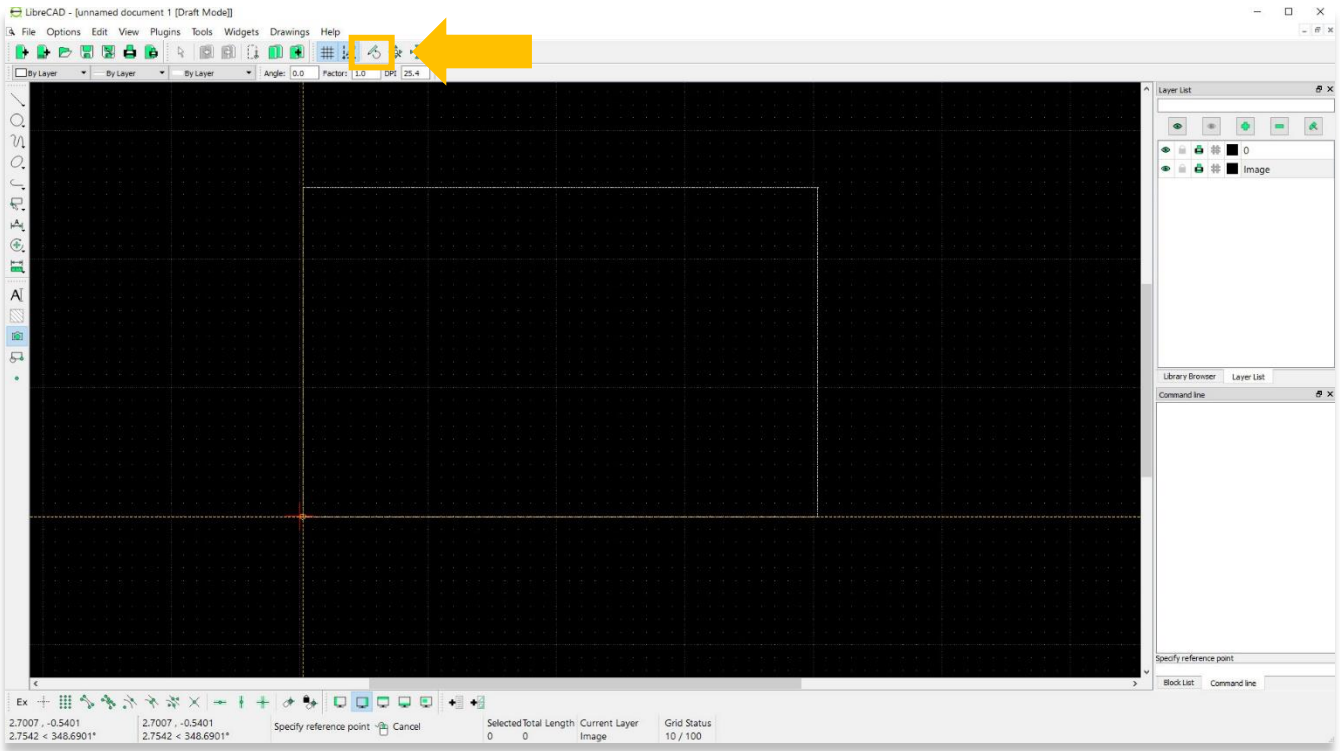 LibreCAD - [unnamed document 1 [Draft Mode]]
File Options Edit View Plugins Tools Widgets Drawings Help
By Layer By Layer By Layer Angle: 0.0 Factor: 1.0 DPI 25.4
Layer List
0
Image
Library Browser Layer List
Command line
Specify reference point
Block List Command line
Ex
2.7007 , -0.5401 2.7007 , -0.5401 Specify reference point Cancel Selected Total Length Current Layer Grid Status
2.7542 < 348.6901° 2.7542 < 348.6901° 0 0 Image 10 / 100